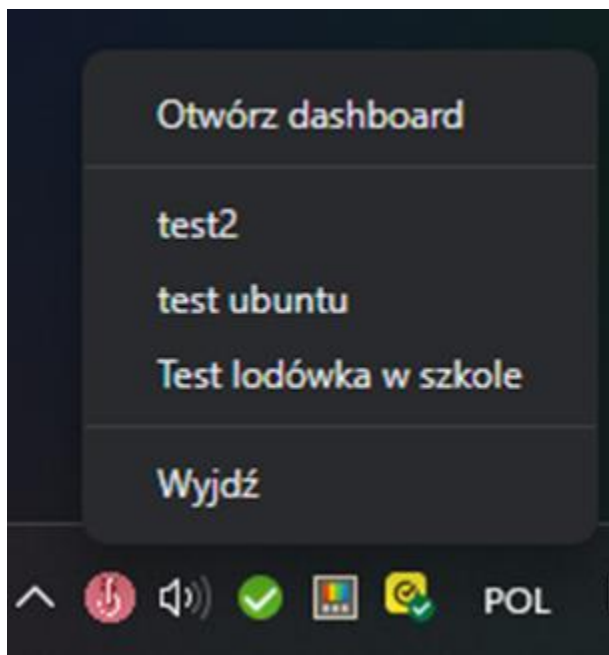 Otwórz dashboard
test2
test ubuntu
Test lodówka w szkole
Wyjdź
POL